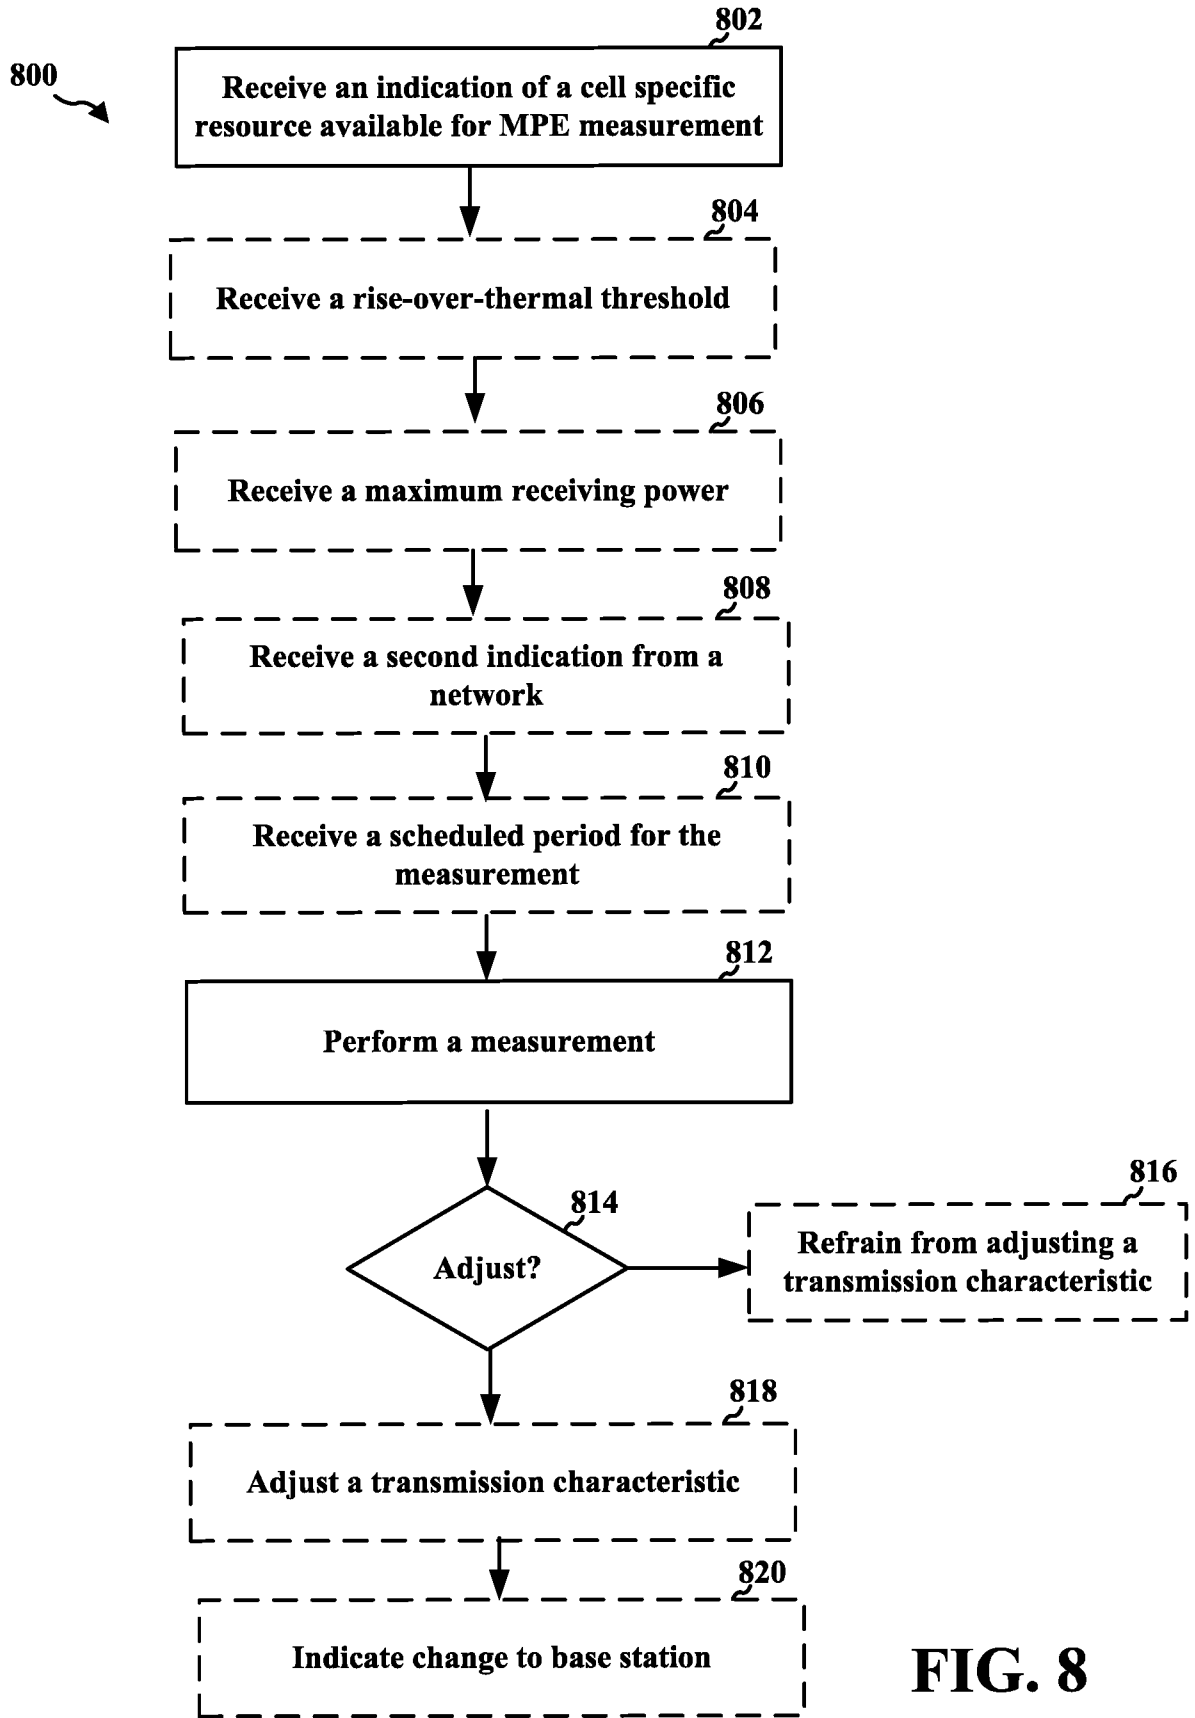 800
802
Receive an indication of a cell specific
resource available for MPE measurement
804
Receive a rise-over-thermal threshold
806
Receive a maximum receiving power
808
Receive a second indication from a
network
810
Receive a scheduled period for the
measurement
812
Perform a measurement
814
Adjust?
816
Refrain from adjusting a
transmission characteristic
818
Adjust a transmission characteristic
820
Indicate change to base station
FIG. 8